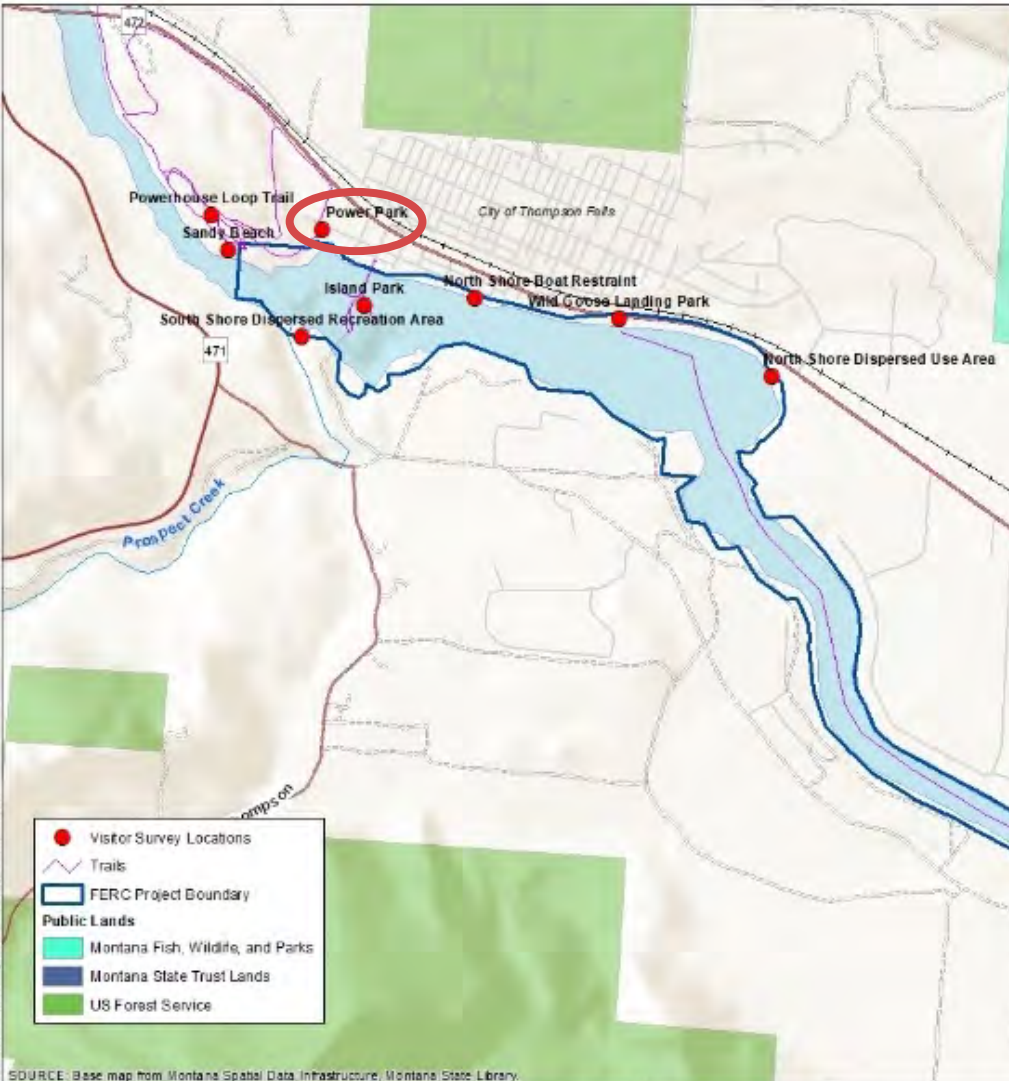 472
Powerhouse Loop Trail
Power Park
City of Thompson Falls
Sandy Beach
Island Park
North Shore Boat Restraint
Wild Goose Landing Park
South Shore Dispersed Recreation Area
471
North Shore Dispersed Use Area
Prospect Creek
Visitor Survey Locations
Trails
FERC Project Boundary
Public Lands
Montana Fish, Wildlife, and Parks
Montana State Trust Lands
US Forest Service
SOURCE: Base map from Montana Spatial Data Infrastructure, Montana State Library.